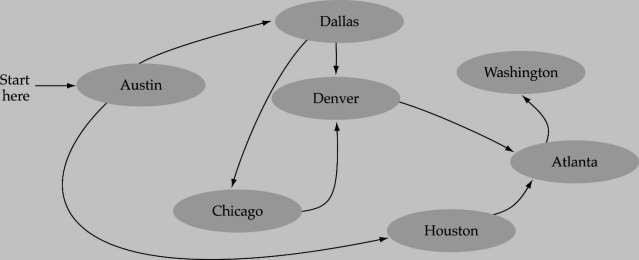 Dallas
Washington
Start
here
Austin
Denver
Atlanta
Chicago
Houston